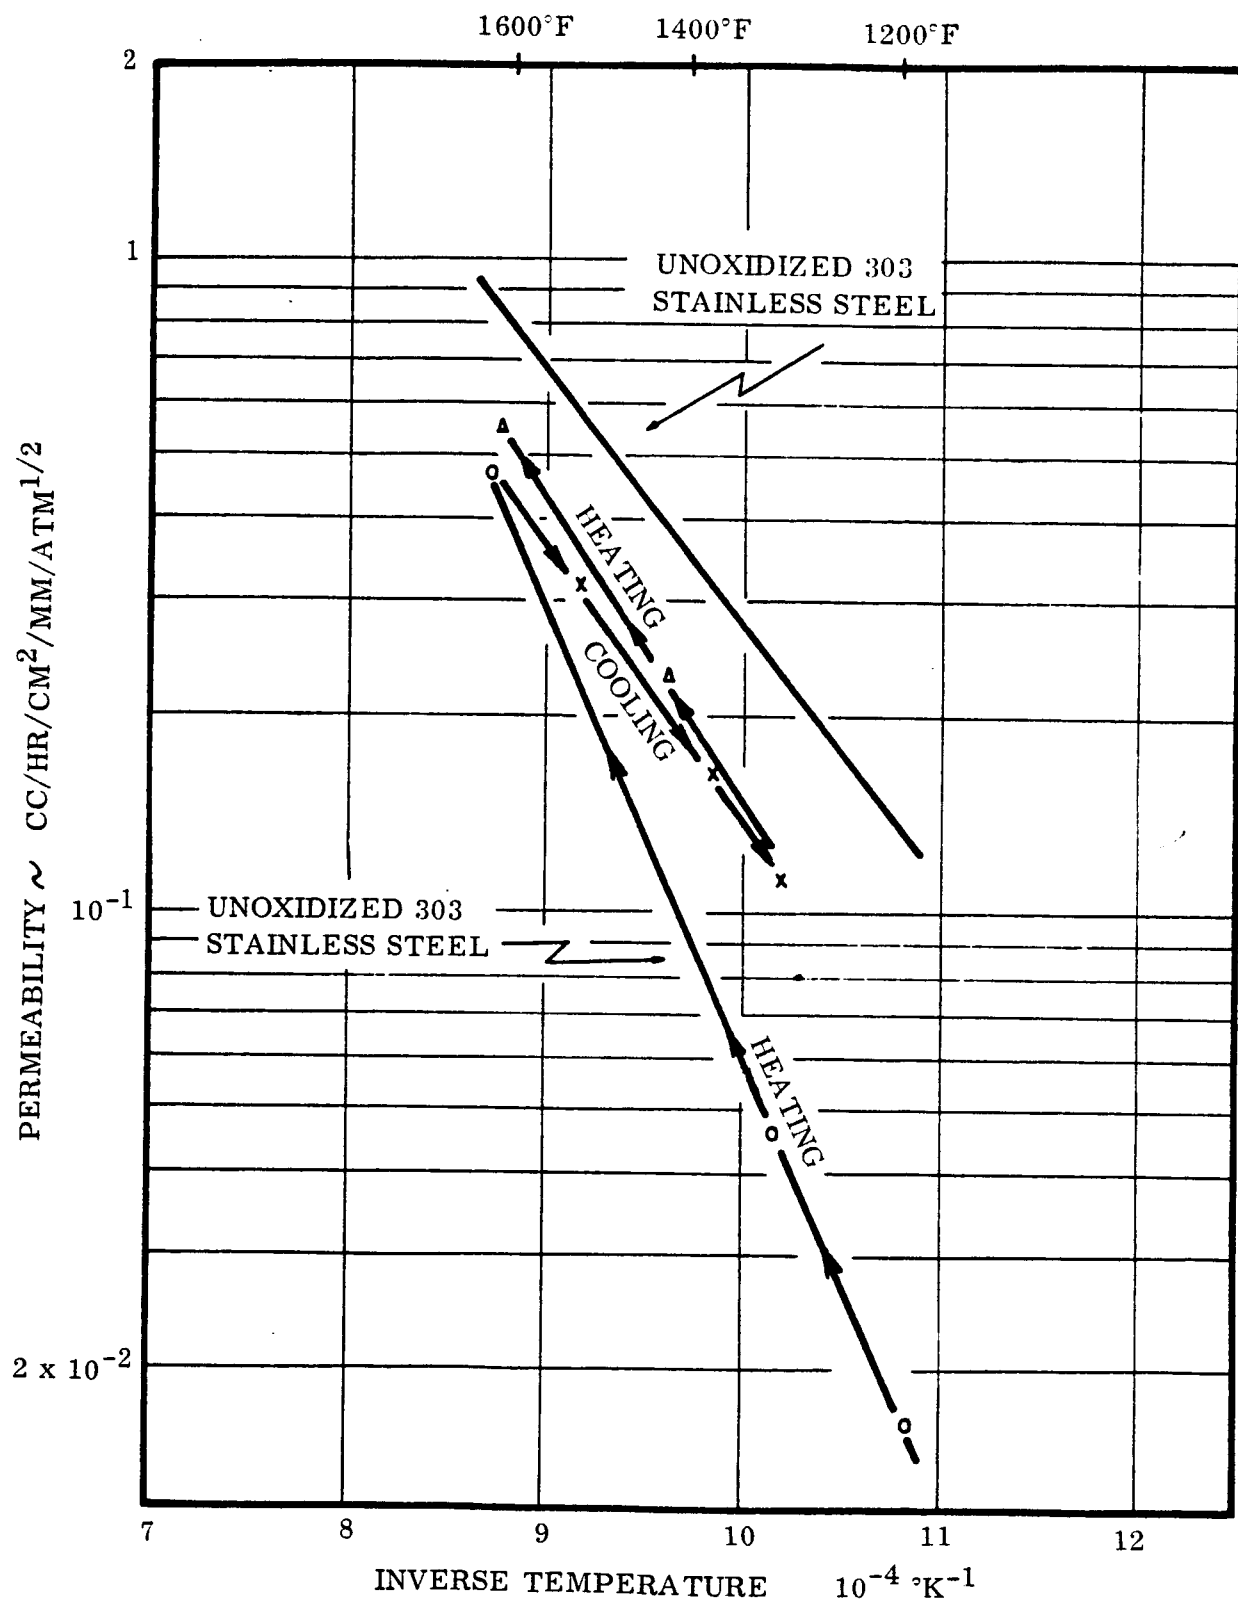 1600°F 1400°F 1200°F
2
1
10⁻¹
2 x 10⁻²
PERMEABILITY ~ CC/HR/CM²/MM/ATM^1/2
UNOXIDIZED 303
STAINLESS STEEL
HEATING
COOLING
UNOXIDIZED 303
STAINLESS STEEL
HEATING
7 8 9 10 11 12
INVERSE TEMPERATURE 10⁻⁴ °K⁻¹